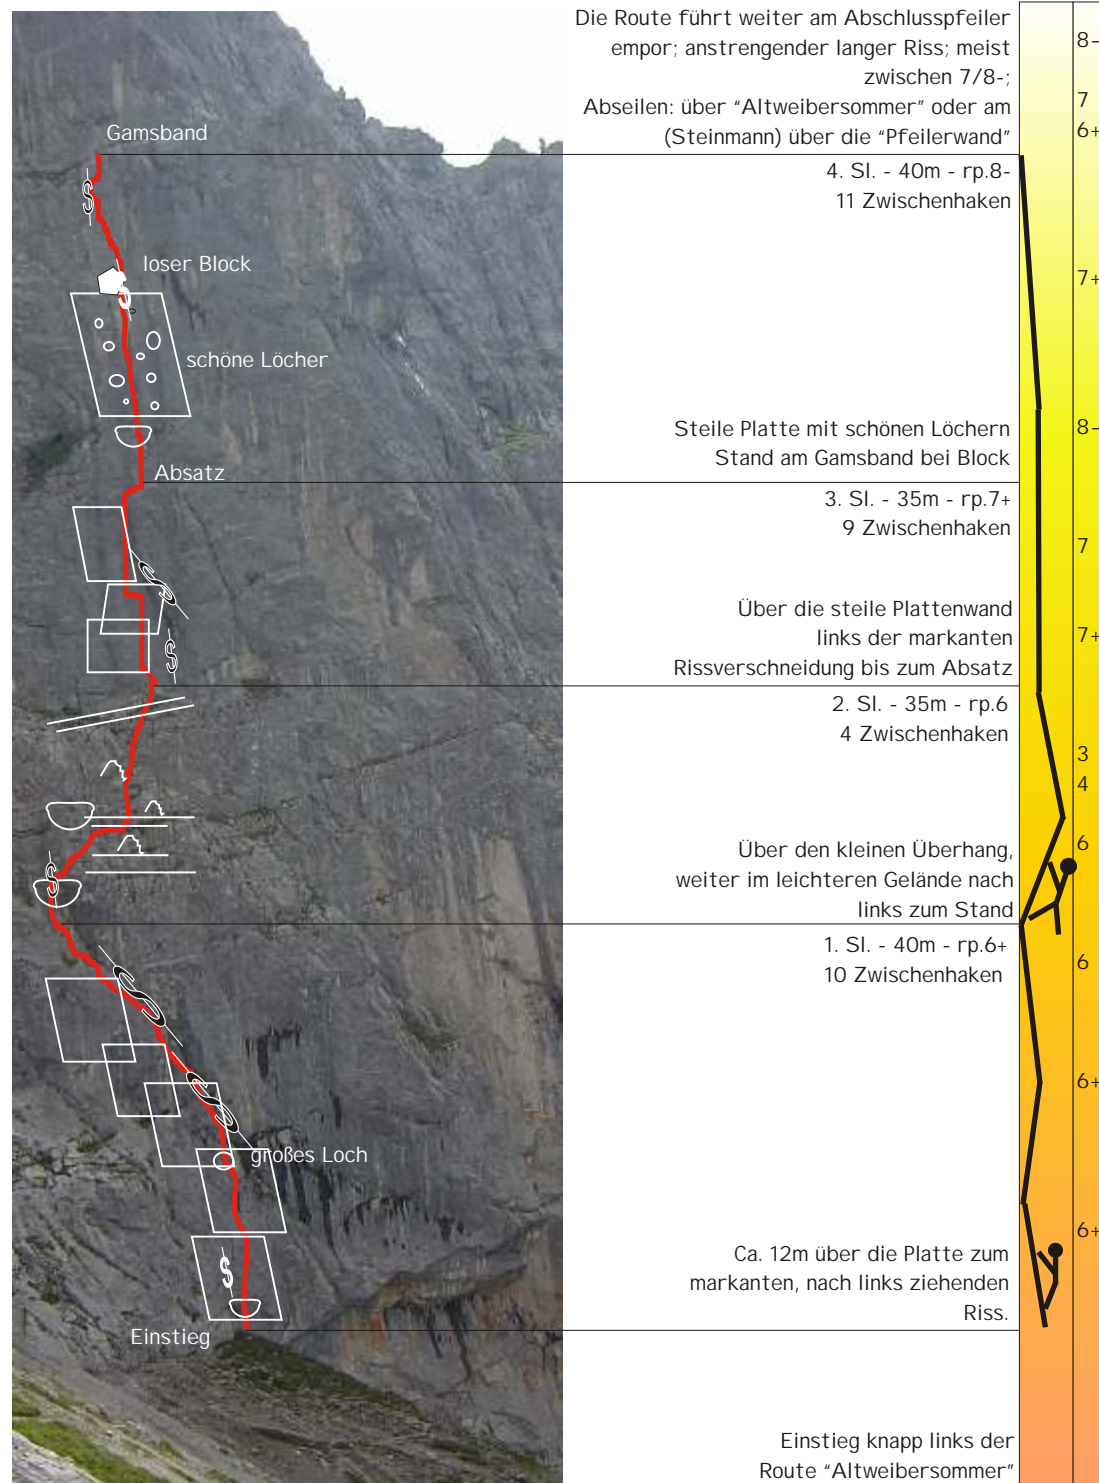 Die Route führt weiter am Abschlusspfeiler
empor; anstrengender langer Riss; meist
zwischen 7/8-;
Abseilen: über "Altweibersommer" oder am
(Steinmann) über die "Pfeilerwand"
8-
7
6+
Gamsband
4. Sl. - 40m - rp.8-
11 Zwischenhaken
loser Block
7+
schöne Löcher
Steile Platte mit schönen Löchern
Stand am Gamsband bei Block
8-
Absatz
3. Sl. - 35m - rp.7+
9 Zwischenhaken
7
Über die steile Plattenwand
links der markanten
Rissverschneidung bis zum Absatz
7+
2. Sl. - 35m - rp.6
4 Zwischenhaken
3
4
6
Über den kleinen Überhang,
weiter im leichteren Gelände nach
links zum Stand
1. Sl. - 40m - rp.6+
10 Zwischenhaken
6
6+
großes Loch
6+
Ca. 12m über die Platte zum
markanten, nach links ziehenden
Riss.
Einstieg
Einstieg knapp links der
Route "Altweibersommer"